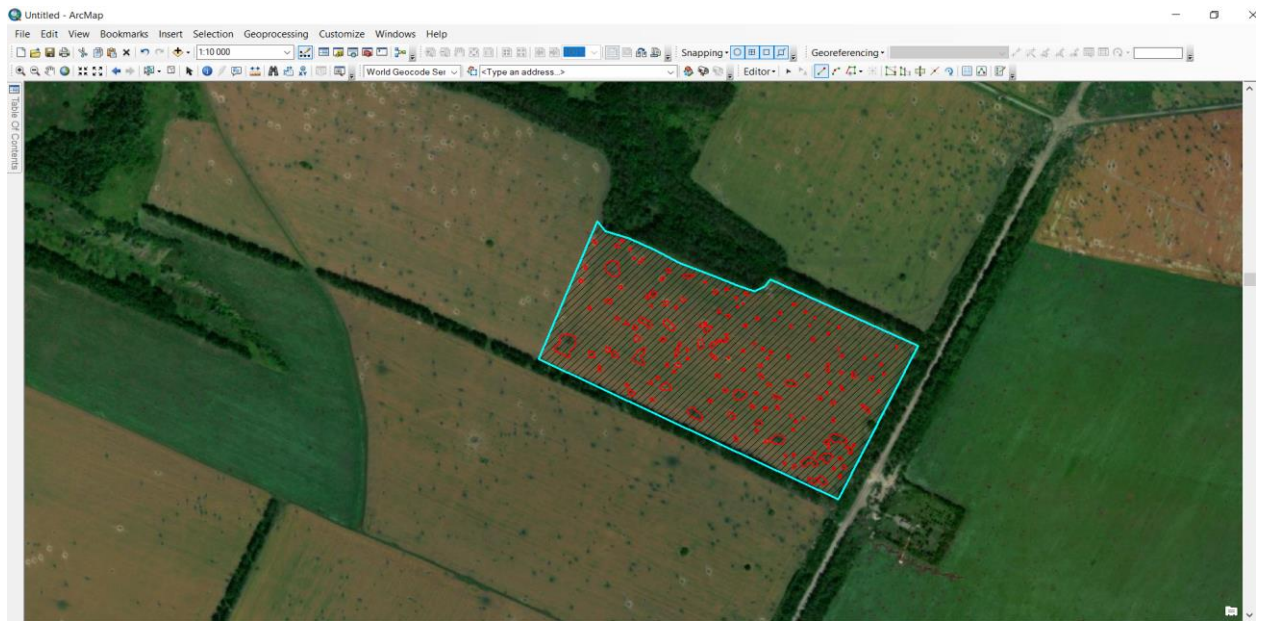 Untitled - ArcMap
File Edit View Bookmarks Insert Selection Geoprocessing Customize Windows Help
1:10 000 Snapping Georeferencing
World Geocode Ser <Type an address...> Editor
Table Of Contents